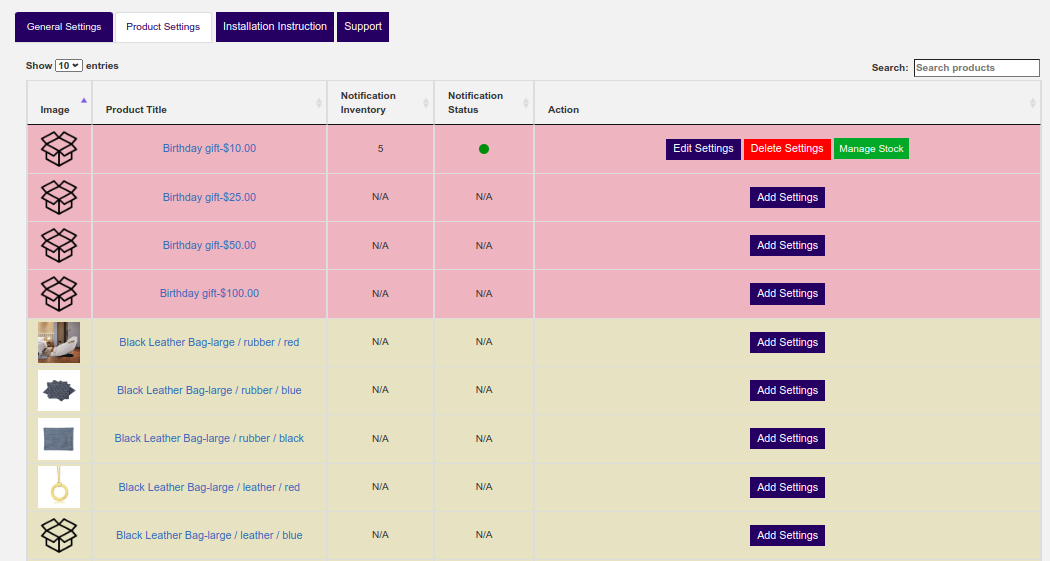 General Settings Product Settings Installation Instruction Support
Show 10 entries Search: Search products
Image Product Title Notification Inventory Notification Status Action
Birthday gift-$10.00 5 Edit Settings Delete Settings Manage Stock
Birthday gift-$25.00 N/A N/A Add Settings
Birthday gift-$50.00 N/A N/A Add Settings
Birthday gift-$100.00 N/A N/A Add Settings
Black Leather Bag-large / rubber / red N/A N/A Add Settings
Black Leather Bag-large / rubber / blue N/A N/A Add Settings
Black Leather Bag-large / rubber / black N/A N/A Add Settings
Black Leather Bag-large / leather / red N/A N/A Add Settings
Black Leather Bag-large / leather / blue N/A N/A Add Settings